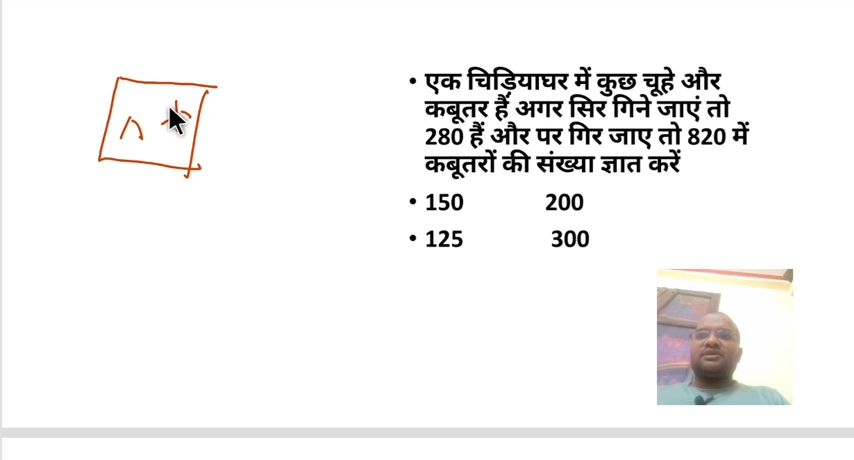 • एक चिड़ियाघर में कुछ चूहे और
कबूतर हैं अगर सिर गिने जाएं तो
280 हैं और पर गिर जाए तो 820 में
कबूतरों की संख्या ज्ञात करें
• 150 200
• 125 300